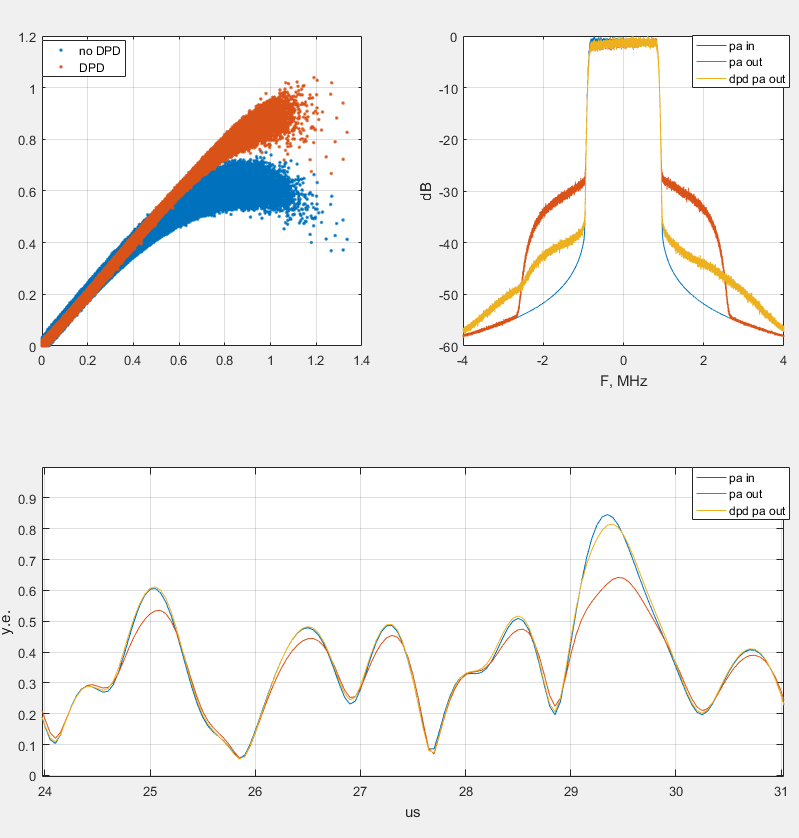 no DPD
DPD
1.2
1
0.8
0.6
0.4
0.2
0
0 0.2 0.4 0.6 0.8 1 1.2 1.4
pa in
pa out
dpd pa out
dB
0
-10
-20
-30
-40
-50
-60
-4 -2 0 2 4
F, MHz
pa in
pa out
dpd pa out
y.e.
0.9
0.8
0.7
0.6
0.5
0.4
0.3
0.2
0.1
0
24 25 26 27 28 29 30 31
us